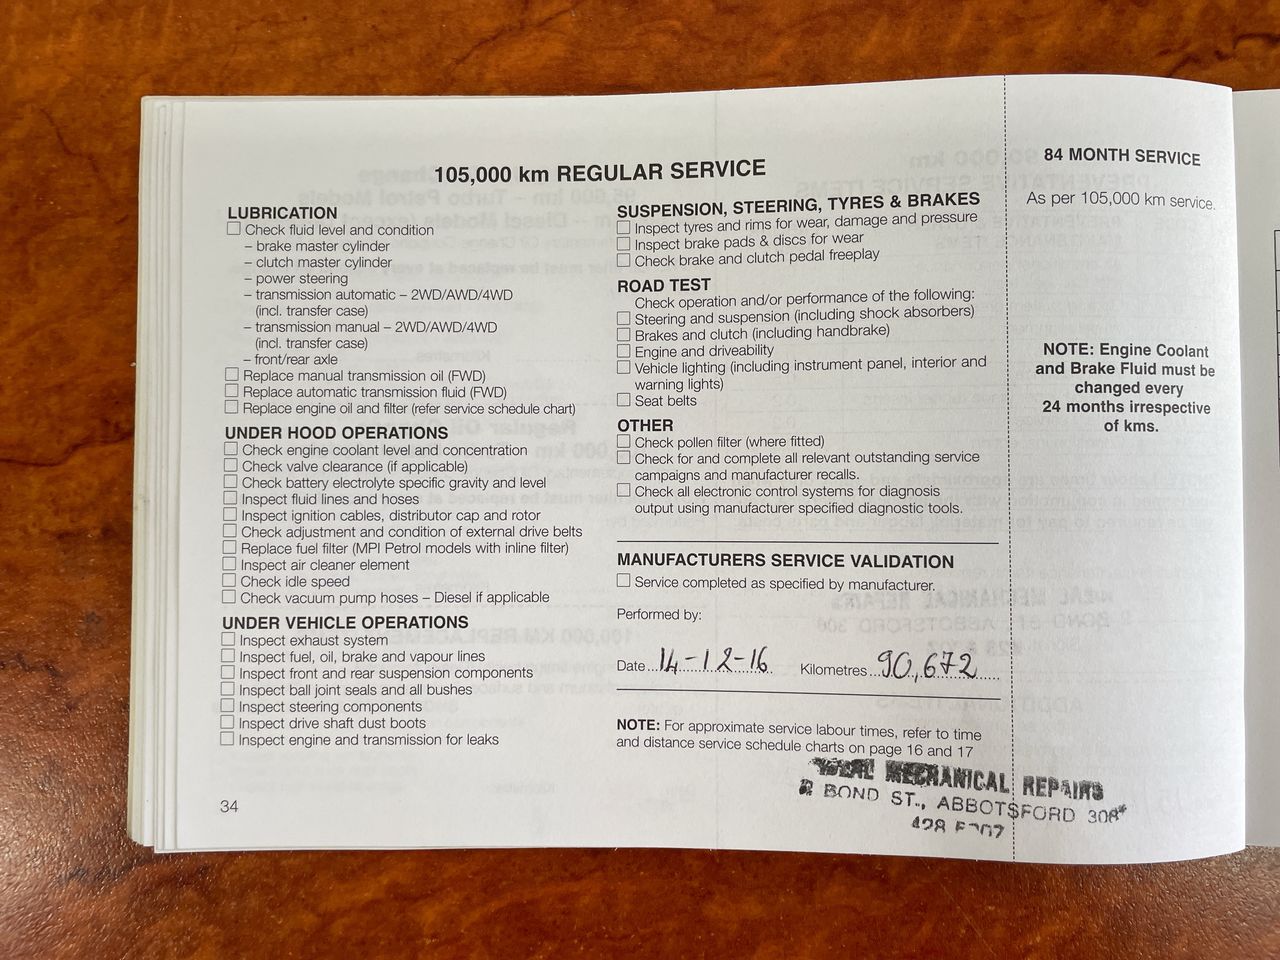 105,000 km REGULAR SERVICE
LUBRICATION
Check fluid level and condition
– brake master cylinder
– clutch master cylinder
– power steering
– transmission automatic – 2WD/AWD/4WD
(incl. transfer case)
– transmission manual – 2WD/AWD/4WD
(incl. transfer case)
– front/rear axle
Replace manual transmission oil (FWD)
Replace automatic transmission fluid (FWD)
Replace engine oil and filter (refer service schedule chart)
UNDER HOOD OPERATIONS
Check engine coolant level and concentration
Check valve clearance (if applicable)
Check battery electrolyte specific gravity and level
Inspect fluid lines and hoses
Inspect ignition cables, distributor cap and rotor
Check adjustment and condition of external drive belts
Replace fuel filter (MPI Petrol models with inline filter)
Inspect air cleaner element
Check idle speed
Check vacuum pump hoses – Diesel if applicable
UNDER VEHICLE OPERATIONS
Inspect exhaust system
Inspect fuel, oil, brake and vapour lines
Inspect front and rear suspension components
Inspect ball joint seals and all bushes
Inspect steering components
Inspect drive shaft dust boots
Inspect engine and transmission for leaks
34
SUSPENSION, STEERING, TYRES & BRAKES
Inspect tyres and rims for wear, damage and pressure
Inspect brake pads & discs for wear
Check brake and clutch pedal freeplay
ROAD TEST
Check operation and/or performance of the following:
Steering and suspension (including shock absorbers)
Brakes and clutch (including handbrake)
Engine and driveability
Vehicle lighting (including instrument panel, interior and
warning lights)
Seat belts
OTHER
Check pollen filter (where fitted)
Check for and complete all relevant outstanding service
campaigns and manufacturer recalls.
Check all electronic control systems for diagnosis
output using manufacturer specified diagnostic tools.
MANUFACTURERS SERVICE VALIDATION
Service completed as specified by manufacturer.
Performed by:
Date 14-12-16 Kilometres 90,672
NOTE: For approximate service labour times, refer to time
and distance service schedule charts on page 16 and 17
MECHANICAL REPAIRS
BOND ST., ABBOTSFORD
84 MONTH SERVICE
As per 105,000 km service.
NOTE: Engine Coolant
and Brake Fluid must be
changed every
24 months irrespective
of kms.